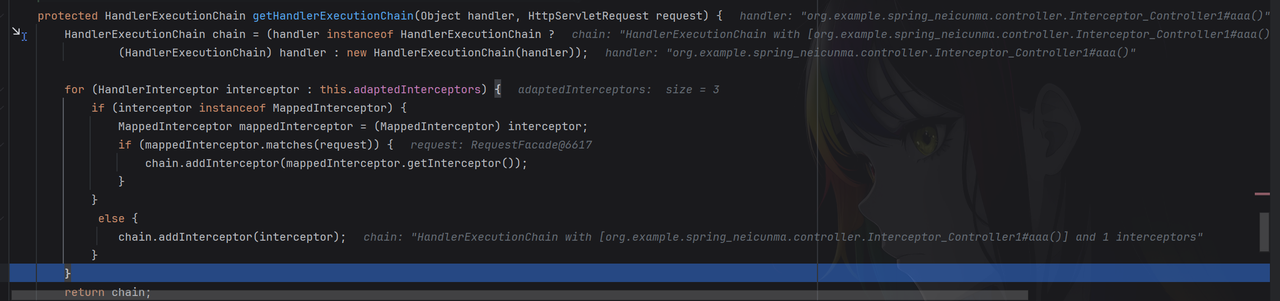 protected HandlerExecutionChain getHandlerExecutionChain(Object handler, HttpServletRequest request) {   handler: "org.example.spring_neicunma.controller.Interceptor_Controller1#aaa()"
HandlerExecutionChain chain = (handler instanceof HandlerExecutionChain ?   chain: "HandlerExecutionChain with [org.example.spring_neicunma.controller.Interceptor_Controller1#aaa()
(HandlerExecutionChain) handler : new HandlerExecutionChain(handler));   handler: "org.example.spring_neicunma.controller.Interceptor_Controller1#aaa()"
for (HandlerInterceptor interceptor : this.adaptedInterceptors) {   adaptedInterceptors:  size = 3
if (interceptor instanceof MappedInterceptor) {
MappedInterceptor mappedInterceptor = (MappedInterceptor) interceptor;
if (mappedInterceptor.matches(request)) {   request: RequestFacade@6617
chain.addInterceptor(mappedInterceptor.getInterceptor());
}
}
else {
chain.addInterceptor(interceptor);   chain: "HandlerExecutionChain with [org.example.spring_neicunma.controller.Interceptor_Controller1#aaa()] and 1 interceptors"
}
}
return chain;